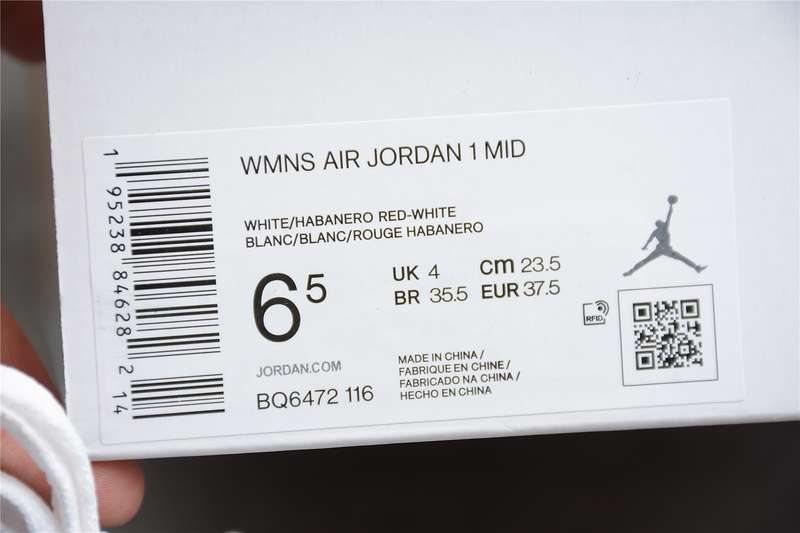 WMNS AIR JORDAN 1 MID
WHITE/HABANERO RED-WHITE
BLANC/BLANC/ROUGE HABANERO
6 5
UK 4 cm 23.5
BR 35.5 EUR 37.5
RFID
JORDAN.COM
BQ6472 116
MADE IN CHINA /
FABRIQUE EN CHINE /
FABRICADO NA CHINA /
HECHO EN CHINA
1 95238 84628 2 14